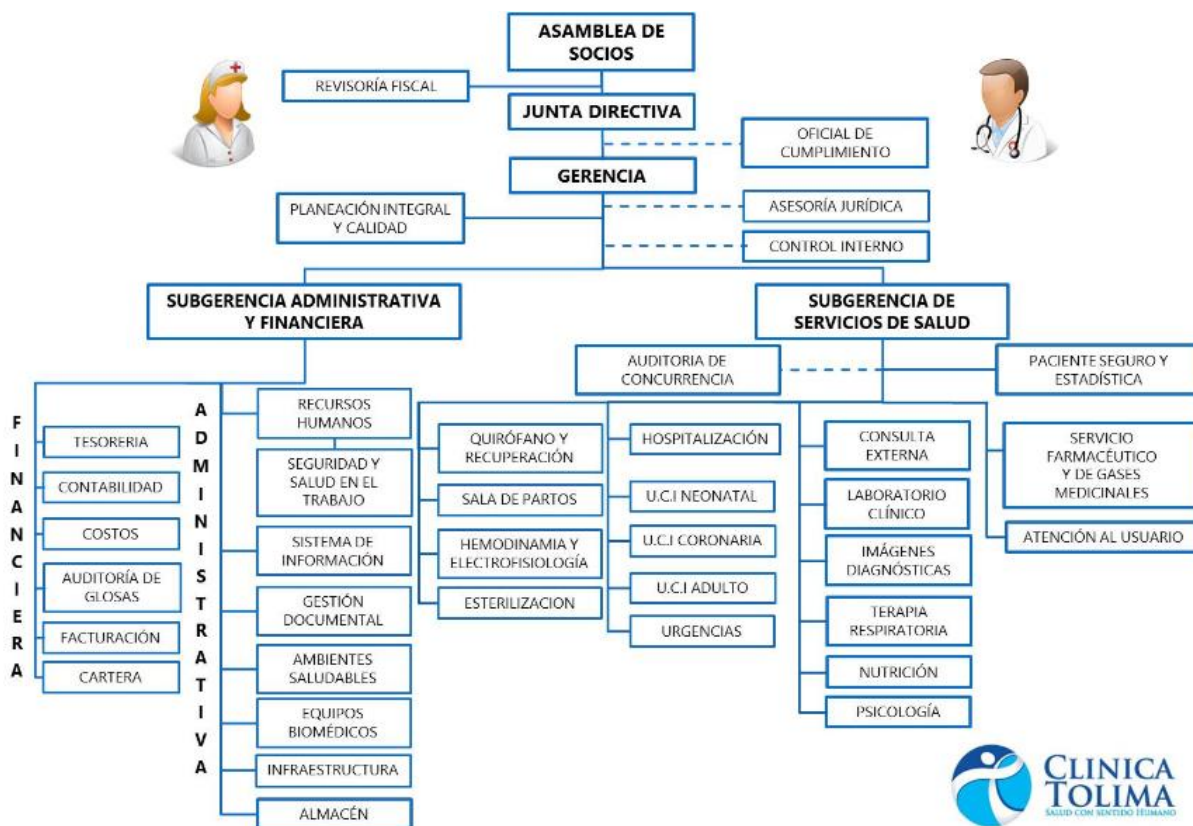 ASAMBLEA DE
SOCIOS
REVISORÍA FISCAL
JUNTA DIRECTIVA
OFICIAL DE
CUMPLIMIENTO
GERENCIA
PLANEACIÓN INTEGRAL
Y CALIDAD
ASESORÍA JURÍDICA
CONTROL INTERNO
SUBGERENCIA ADMINISTRATIVA
Y FINANCIERA
SUBGERENCIA DE
SERVICIOS DE SALUD
AUDITORIA DE
CONCURRENCIA
PACIENTE SEGURO Y
ESTADÍSTICA
FINANCIERA
TESORERIA
CONTABILIDAD
COSTOS
AUDITORÍA DE
GLOSAS
FACTURACIÓN
CARTERA
ADMINISTRATIVA
RECURSOS
HUMANOS
SEGURIDAD Y
SALUD EN EL
TRABAJO
SISTEMA DE
INFORMACIÓN
GESTIÓN
DOCUMENTAL
AMBIENTES
SALUDABLES
EQUIPOS
BIOMÉDICOS
INFRAESTRUCTURA
ALMACÉN
QUIRÓFANO Y
RECUPERACIÓN
SALA DE PARTOS
HEMODINAMIA Y
ELECTROFISIOLOGÍA
ESTERILIZACION
HOSPITALIZACIÓN
U.C.I NEONATAL
U.C.I CORONARIA
U.C.I ADULTO
URGENCIAS
CONSULTA
EXTERNA
LABORATORIO
CLÍNICO
IMÁGENES
DIAGNÓSTICAS
TERAPIA
RESPIRATORIA
NUTRICIÓN
PSICOLOGÍA
SERVICIO
FARMACÉUTICO
Y DE GASES
MEDICINALES
ATENCIÓN AL USUARIO
CLINICA
TOLIMA
SALUD CON SENTIDO HUMANO